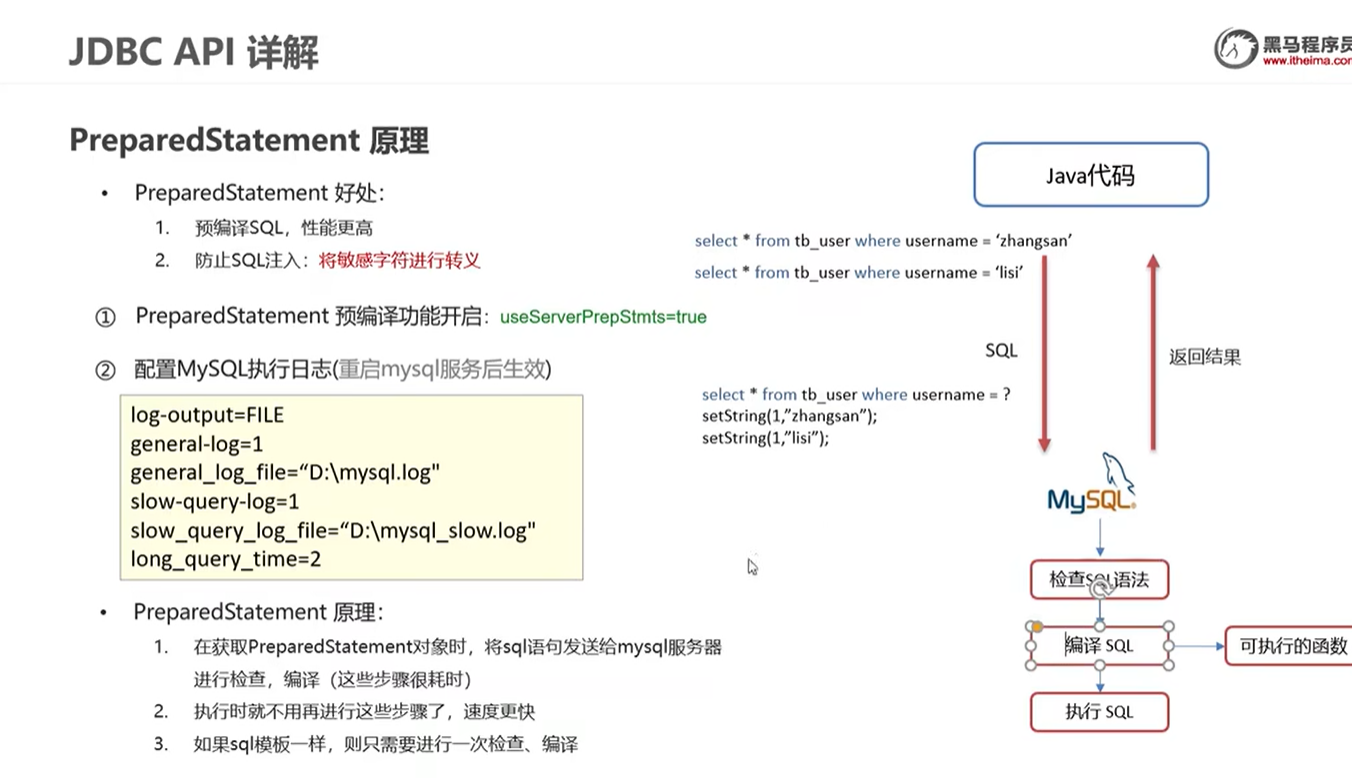 JDBC API 详解
黑马程序员
www.itheima.com
PreparedStatement 原理
• PreparedStatement 好处：
1. 预编译SQL，性能更高
2. 防止SQL注入：将敏感字符进行转义
① PreparedStatement 预编译功能开启：useServerPrepStmts=true
② 配置MySQL执行日志(重启mysql服务后生效)
log-output=FILE
general-log=1
general_log_file=“D:\mysql.log"
slow-query-log=1
slow_query_log_file=“D:\mysql_slow.log"
long_query_time=2
• PreparedStatement 原理：
1. 在获取PreparedStatement对象时，将sql语句发送给mysql服务器
进行检查，编译（这些步骤很耗时）
2. 执行时就不用再进行这些步骤了，速度更快
3. 如果sql模板一样，则只需要进行一次检查、编译
Java代码
select * from tb_user where username = ‘zhangsan’
select * from tb_user where username = ‘lisi’
SQL
返回结果
select * from tb_user where username = ?
setString(1,”zhangsan”);
setString(1,”lisi”);
MySQL
检查SQL语法
编译 SQL
可执行的函数
执行 SQL